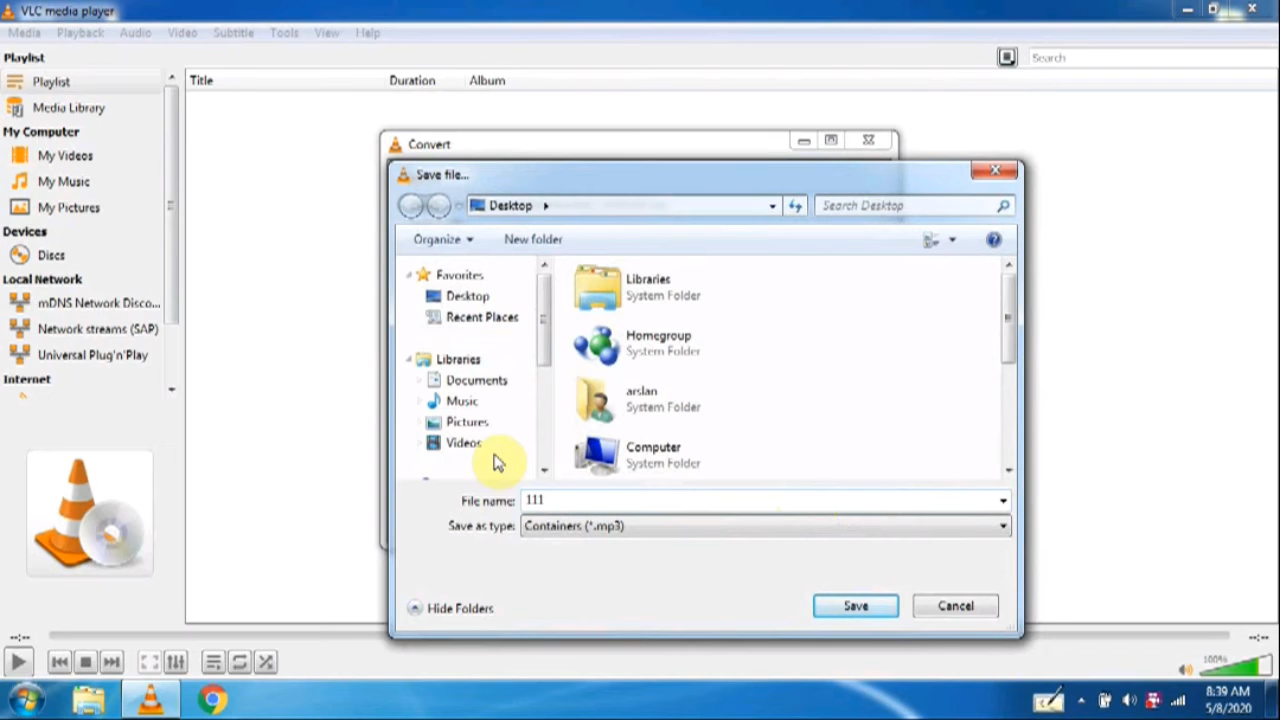 VLC media player
Media Playback Audio Video Subtitle Tools View Help
Playlist
Search
Playlist
Title Duration Album
Media Library
My Computer
My Videos
My Music
My Pictures
Devices
Discs
Local Network
mDNS Network Disco...
Network streams (SAP)
Universal Plug'n'Play
Internet
Convert
Save file...
Desktop
Search Desktop
Organize New folder
Favorites
Desktop
Recent Places
Libraries
Documents
Music
Pictures
Videos
Libraries
System Folder
Homegroup
System Folder
arslan
System Folder
Computer
System Folder
File name: 111
Save as type: Containers (*.mp3)
Hide Folders
Save Cancel
--:-- --:--
100%
8:39 AM
5/8/2020